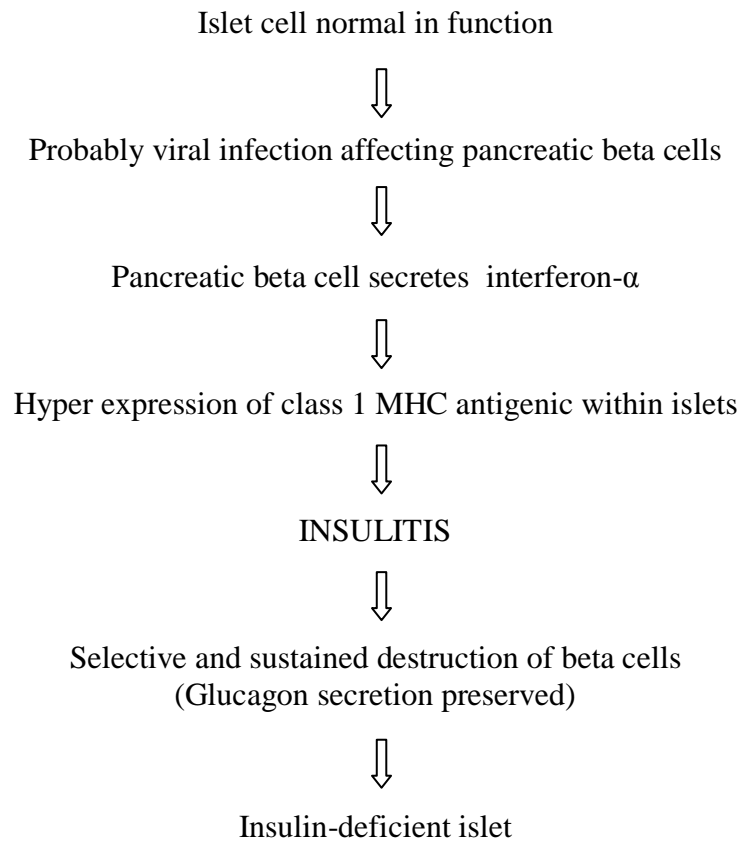 Islet cell normal in function
Probably viral infection affecting pancreatic beta cells
Pancreatic beta cell secretes interferon-α
Hyper expression of class 1 MHC antigenic within islets
INSULITIS
Selective and sustained destruction of beta cells
(Glucagon secretion preserved)
Insulin-deficient islet